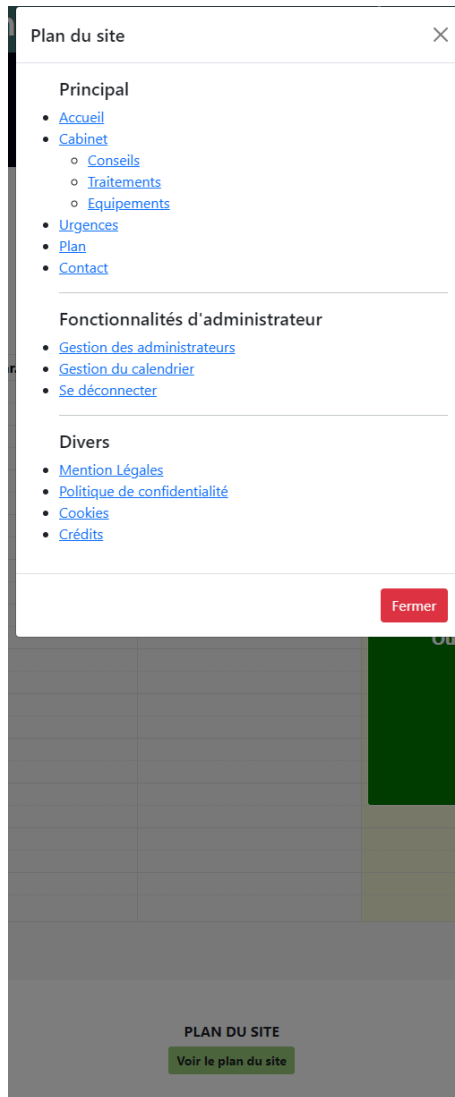 Plan du site
Principal
Accueil
Cabinet
Conseils
Traitements
Equipements
Urgences
Plan
Contact
Fonctionnalités d'administrateur
Gestion des administrateurs
Gestion du calendrier
Se déconnecter
Divers
Mention Légales
Politique de confidentialité
Cookies
Crédits
Fermer
PLAN DU SITE
Voir le plan du site